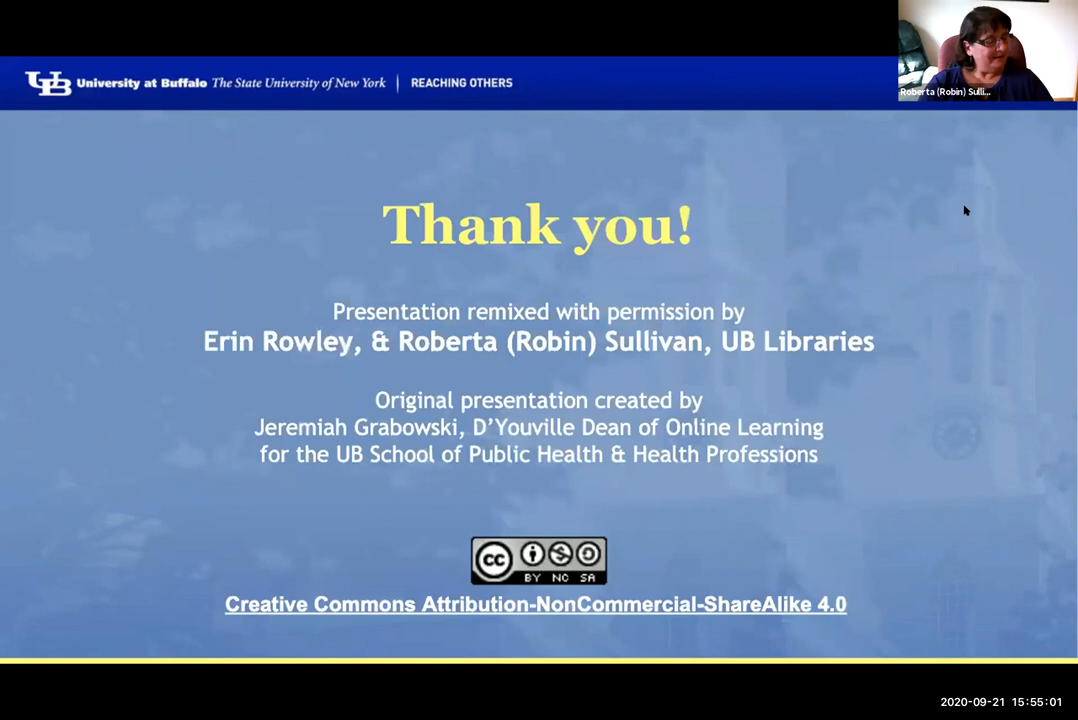 UB University at Buffalo The State University of New York | REACHING OTHERS
Roberta (Robin) Sulli...
Thank you!
Presentation remixed with permission by
Erin Rowley, & Roberta (Robin) Sullivan, UB Libraries
Original presentation created by
Jeremiah Grabowski, D'Youville Dean of Online Learning
for the UB School of Public Health & Health Professions
cc
BY NC SA
Creative Commons Attribution-NonCommercial-ShareAlike 4.0
2020-09-21 15:55:01